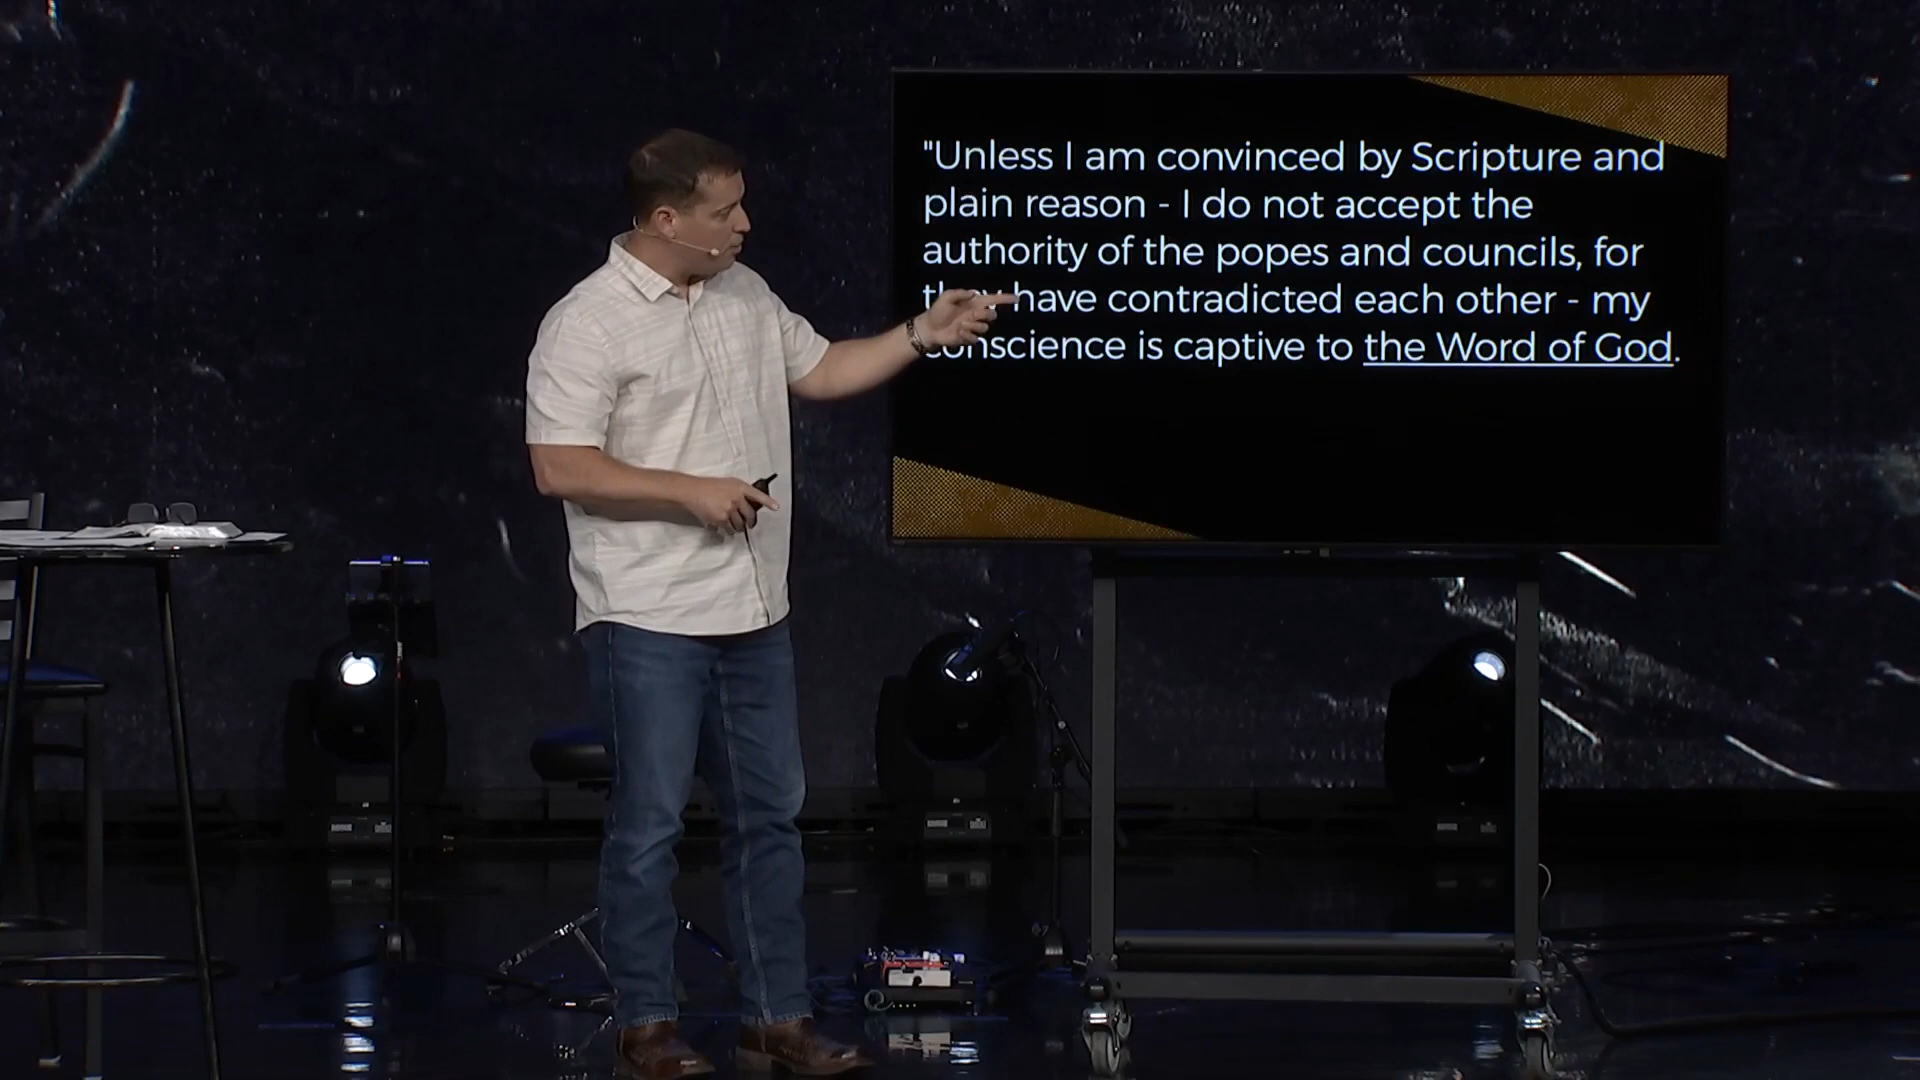 "Unless I am convinced by Scripture and
plain reason - I do not accept the
authority of the popes and councils, for
they have contradicted each other - my
conscience is captive to the Word of God.